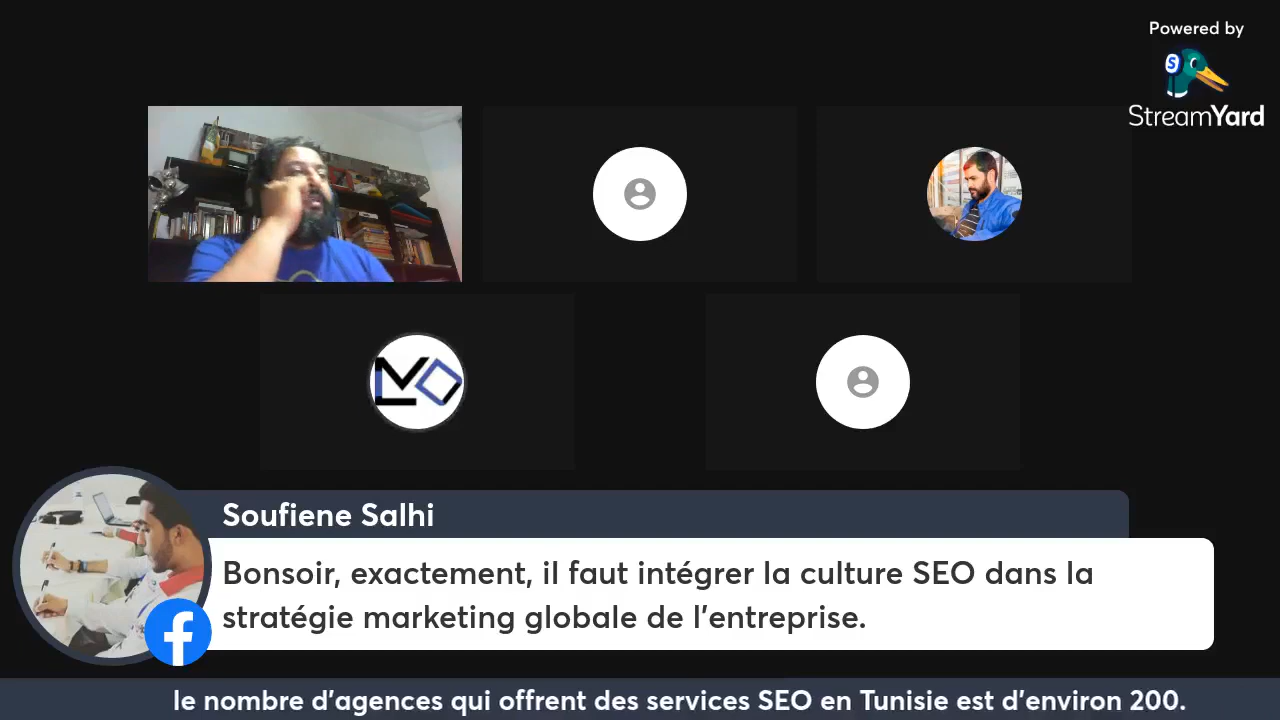 Powered by
S
StreamYard
Soufiene Salhi
Bonsoir, exactement, il faut intégrer la culture SEO dans la
stratégie marketing globale de l'entreprise.
le nombre d'agences qui offrent des services SEO en Tunisie est d'environ 200.